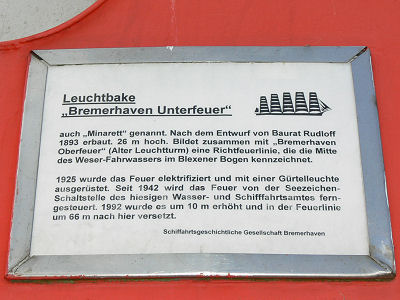 Leuchtbake
„Bremerhaven Unterfeuer“
auch „Minarett“ genannt. Nach dem Entwurf von Baurat Rudloff
1893 erbaut. 26 m hoch. Bildet zusammen mit „Bremerhaven
Oberfeuer“ (Alter Leuchtturm) eine Richtfeuerlinie, die die Mitte
des Weser-Fahrwassers im Blexener Bogen kennzeichnet.
1925 wurde das Feuer elektrifiziert und mit einer Gürtelleuchte
ausgerüstet. Seit 1942 wird das Feuer von der Seezeichen-
Schaltstelle des hiesigen Wasser- und Schifffahrtsamtes fern-
gesteuert. 1992 wurde es um 10 m erhöht und in der Feuerlinie
um 66 m nach hier versetzt.
Schiffahrtsgeschichtliche Gesellschaft Bremerhaven